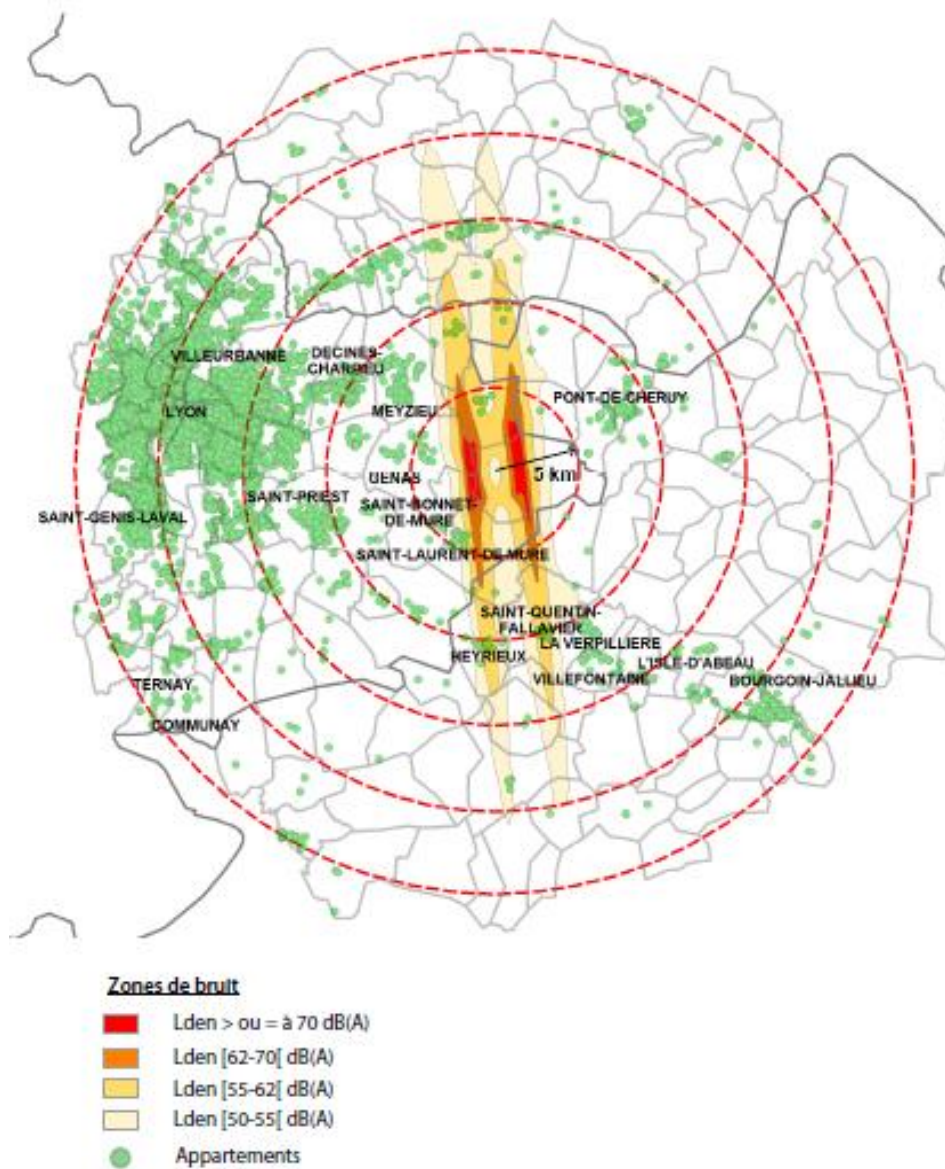 VILLEURBANNE
DECINES-
CHARPIEU
LYON
MEYZIEU
PONT-DE-CHERUY
5 km
GENAS
SAINT-PRIEST
SAINT-BONNET-
DE-MURE
SAINT-GENIS-LAVAL
SAINT-LAURENT-DE-MURE
SAINT-QUENTIN-
FALLAVIER
LA VERPILLIERE
HEYRIEUX
L'ISLE-D'ABEAU
VILLEFONTAINE
BOURGOIN-JALLIEU
TERNAY
COMMUNAY
Zones de bruit
Lden > ou = à 70 dB(A)
Lden [62-70[ dB(A)
Lden [55-62[ dB(A)
Lden [50-55[ dB(A)
Appartements